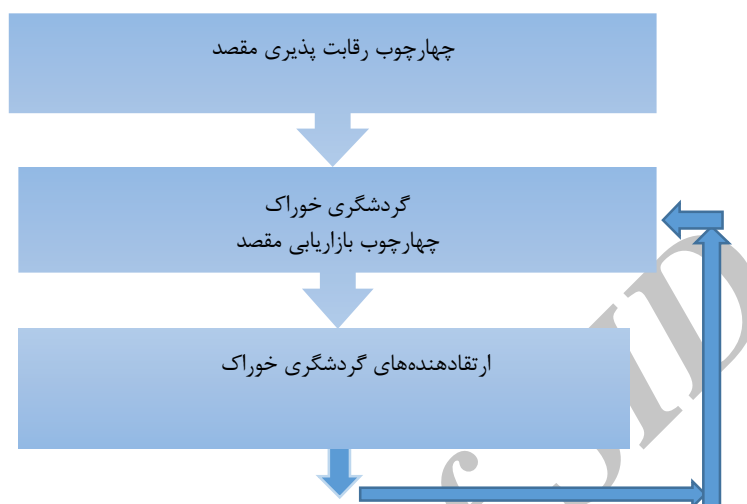 چهارچوب رقابت پذیری مقصد
گردشگری خوراک
چهارچوب بازاریابی مقصد
ارتقادهنده‌های گردشگری خوراک